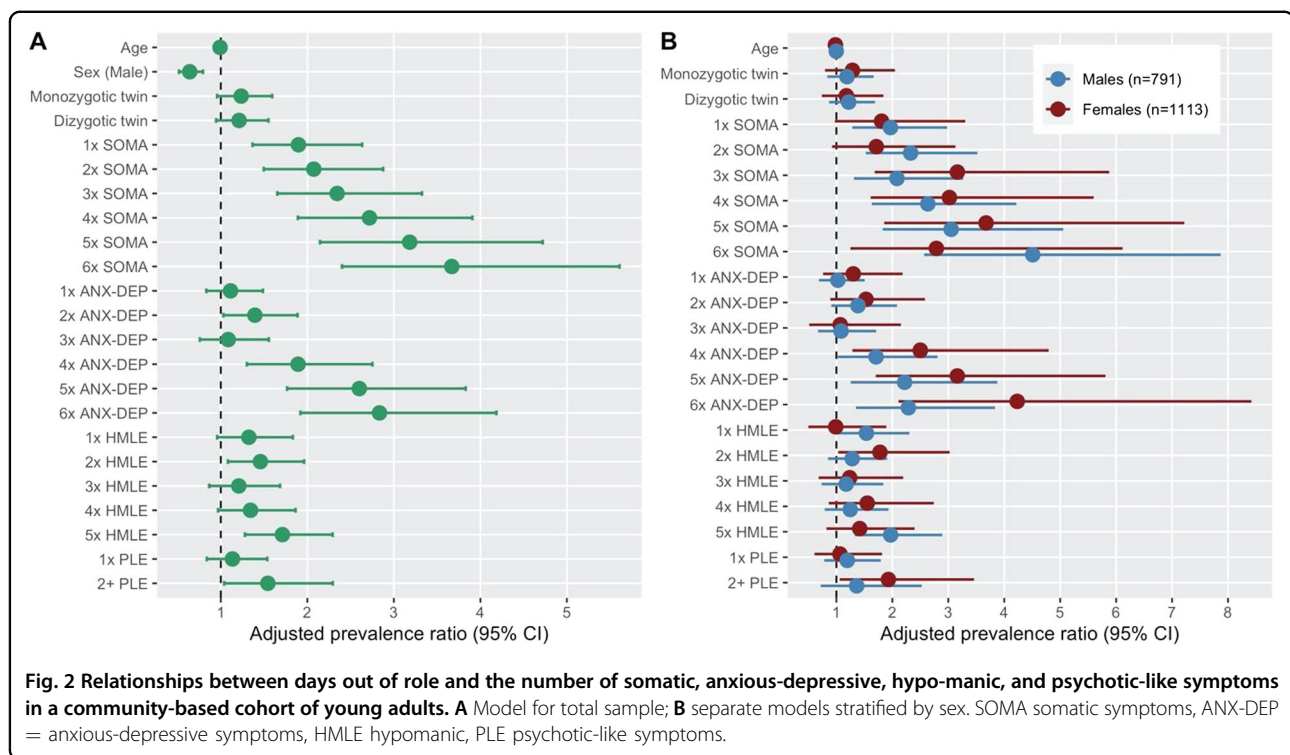 A
Age
Sex (Male)
Monozygotic twin
Dizygotic twin
1x SOMA
2x SOMA
3x SOMA
4x SOMA
5x SOMA
6x SOMA
1x ANX-DEP
2x ANX-DEP
3x ANX-DEP
4x ANX-DEP
5x ANX-DEP
6x ANX-DEP
1x HMLE
2x HMLE
3x HMLE
4x HMLE
5x HMLE
1x PLE
2+ PLE
1 2 3 4 5
Adjusted prevalence ratio (95% CI)
B
Age
Monozygotic twin
Dizygotic twin
1x SOMA
2x SOMA
3x SOMA
4x SOMA
5x SOMA
6x SOMA
1x ANX-DEP
2x ANX-DEP
3x ANX-DEP
4x ANX-DEP
5x ANX-DEP
6x ANX-DEP
1x HMLE
2x HMLE
3x HMLE
4x HMLE
5x HMLE
1x PLE
2+ PLE
Males (n=791)
Females (n=1113)
1 2 3 4 5 6 7 8
Adjusted prevalence ratio (95% CI)
Fig. 2 Relationships between days out of role and the number of somatic, anxious-depressive, hypo-manic, and psychotic-like symptoms
in a community-based cohort of young adults. A Model for total sample; B separate models stratified by sex. SOMA somatic symptoms, ANX-DEP
= anxious-depressive symptoms, HMLE hypomanic, PLE psychotic-like symptoms.